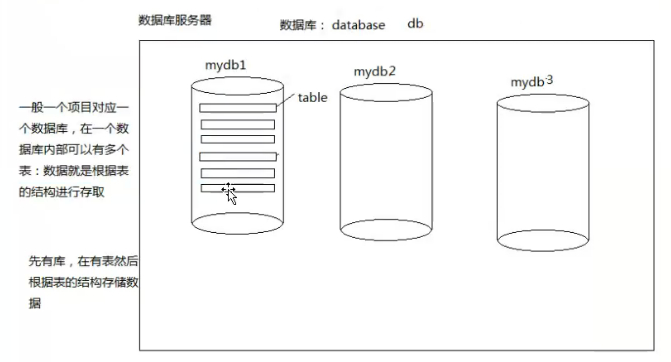 数据库服务器
数据库： database
db
mydb1
mydb2
mydb·3
table
一般一个项目对应一
个数据库，在一个数
据库内部可以有多个
表：数据就是根据表
的结构进行存取
先有库，在有表然后
根据表的结构存储数
据